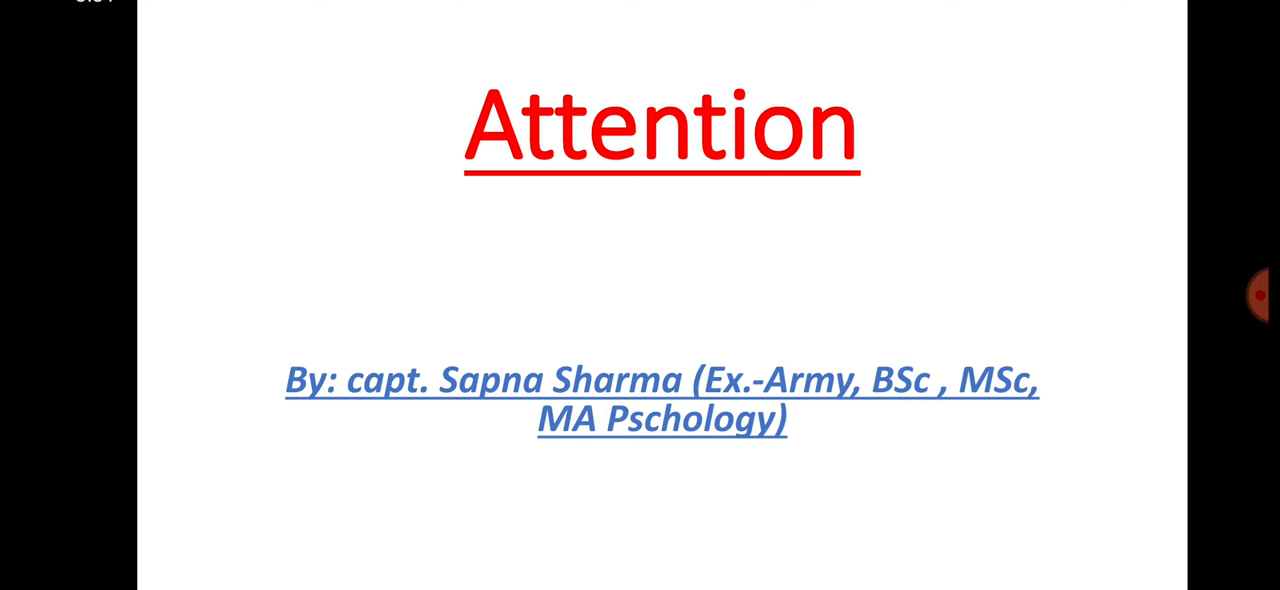 Attention
By: capt. Sapna Sharma (Ex.-Army, BSc , MSc,
MA Pschology)